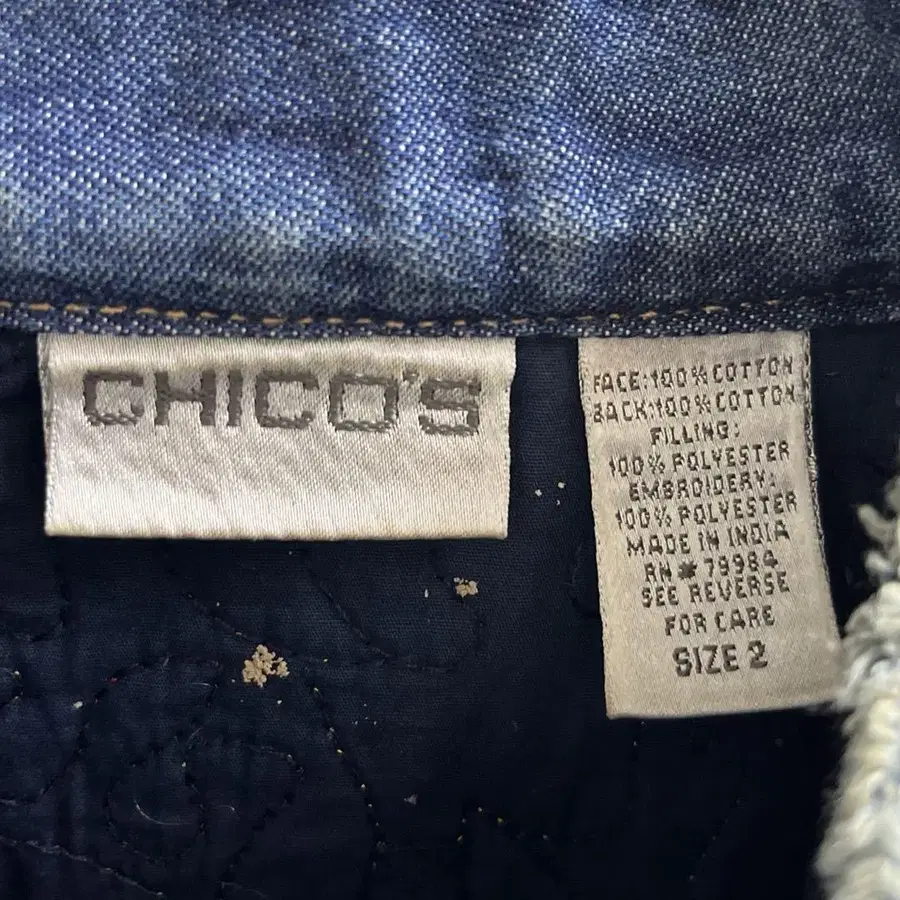 CHICO'S
FACE:100% COTTON
BACK:100% COTTON
FILLING:
100% POLYESTER
EMBROIDERY:
100% POLYESTER
MADE IN INDIA
RN # 79984
SEE REVERSE
FOR CARE
SIZE 2